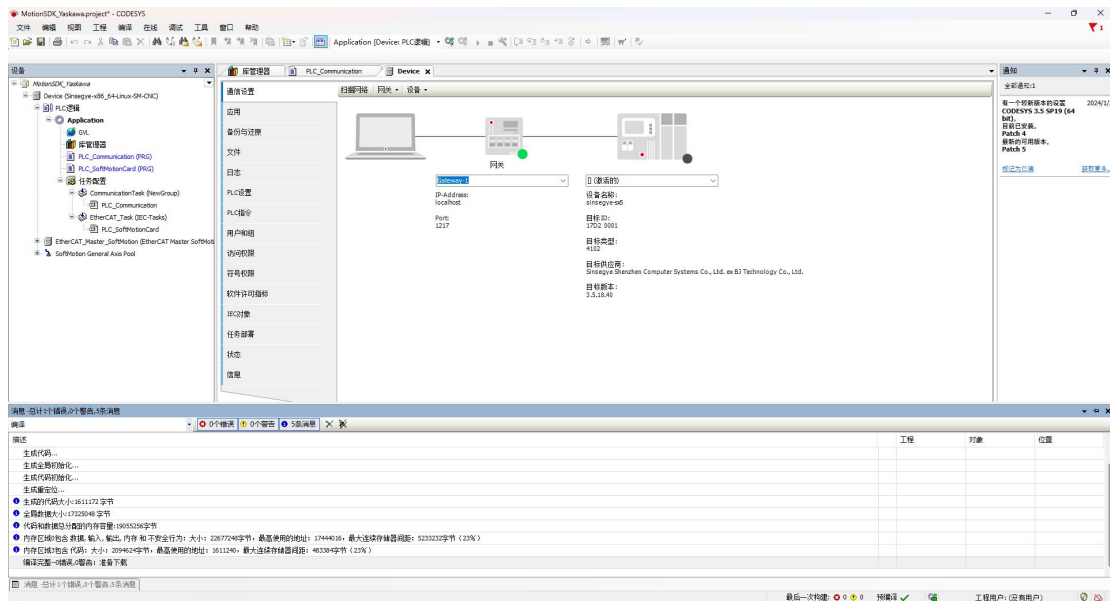 MotionSDK_Yaskawa.project* - CODESYS
文件 编辑 视图 工程 编译 在线 调试 工具 窗口 帮助
1
Application [Device: PLC逻辑]
设备
MotionSDK_Yaskawa
Device (Sinsegye-x86_64-Linux-SM-CNC)
PLC逻辑
Application
GVL
库管理器
PLC_Communication (PRG)
PLC_SoftMotionCard (PRG)
任务配置
CommunicationTask (NewGroup)
PLC_Communication
EtherCAT_Task (IEC-Tasks)
PLC_SoftMotionCard
EtherCAT_Master_SoftMotion (EtherCAT Master SoftMoti
SoftMotion General Axis Pool
库管理器 PLC_Communication Device
通信设置
应用
备份与还原
文件
日志
PLC设置
PLC指令
用户和组
访问权限
符号权限
软件许可指标
IEC对象
任务部署
状态
信息
扫描网络 网关 设备
网关
Gateway-1
IP-Address:
localhost
Port:
1217
[] (激活的)
设备名称:
sinsegye-sx6
目标ID:
17D2 0001
目标类型:
4102
目标供应商:
Sinsegye Shenzhen Computer Systems Co., Ltd. ex BJ Technology Co., Ltd.
目标版本:
3.5.18.40
通知
全部通知:1
有一个较新版本的设置 2024/1/
CODESYS 3.5 SP19 (64
bit)。
目前已安装。
Patch 4
最新的可用版本。
Patch 5
标记为已读 获取更多..
消息 -总计1个错误,0个警告,5条消息
编译 0个错误 0个警告 5条消息
描述 工程 对象 位置
生成代码...
生成全局初始化...
生成代码初始化...
生成重定位...
生成的代码大小:1611172 字节
全局数据大小:17325048 字节
代码和数据总分配的内存容量:19055256字节
内存区域0包含 数据, 输入, 输出, 内存 和 不安全行为: 大小: 22677248字节, 最高使用的地址: 17444016, 最大连续存储器间距: 5233232字节 (23%)
内存区域3包含 代码: 大小: 2094624字节, 最高使用的地址: 1611240, 最大连续存储器间距: 483384字节 (23%)
编译完整--0错误,0警告: 准备下载
消息 -总计1个错误,0个警告,5条消息
最后一次构建: 0 0 预编译 工程用户: (没有用户)